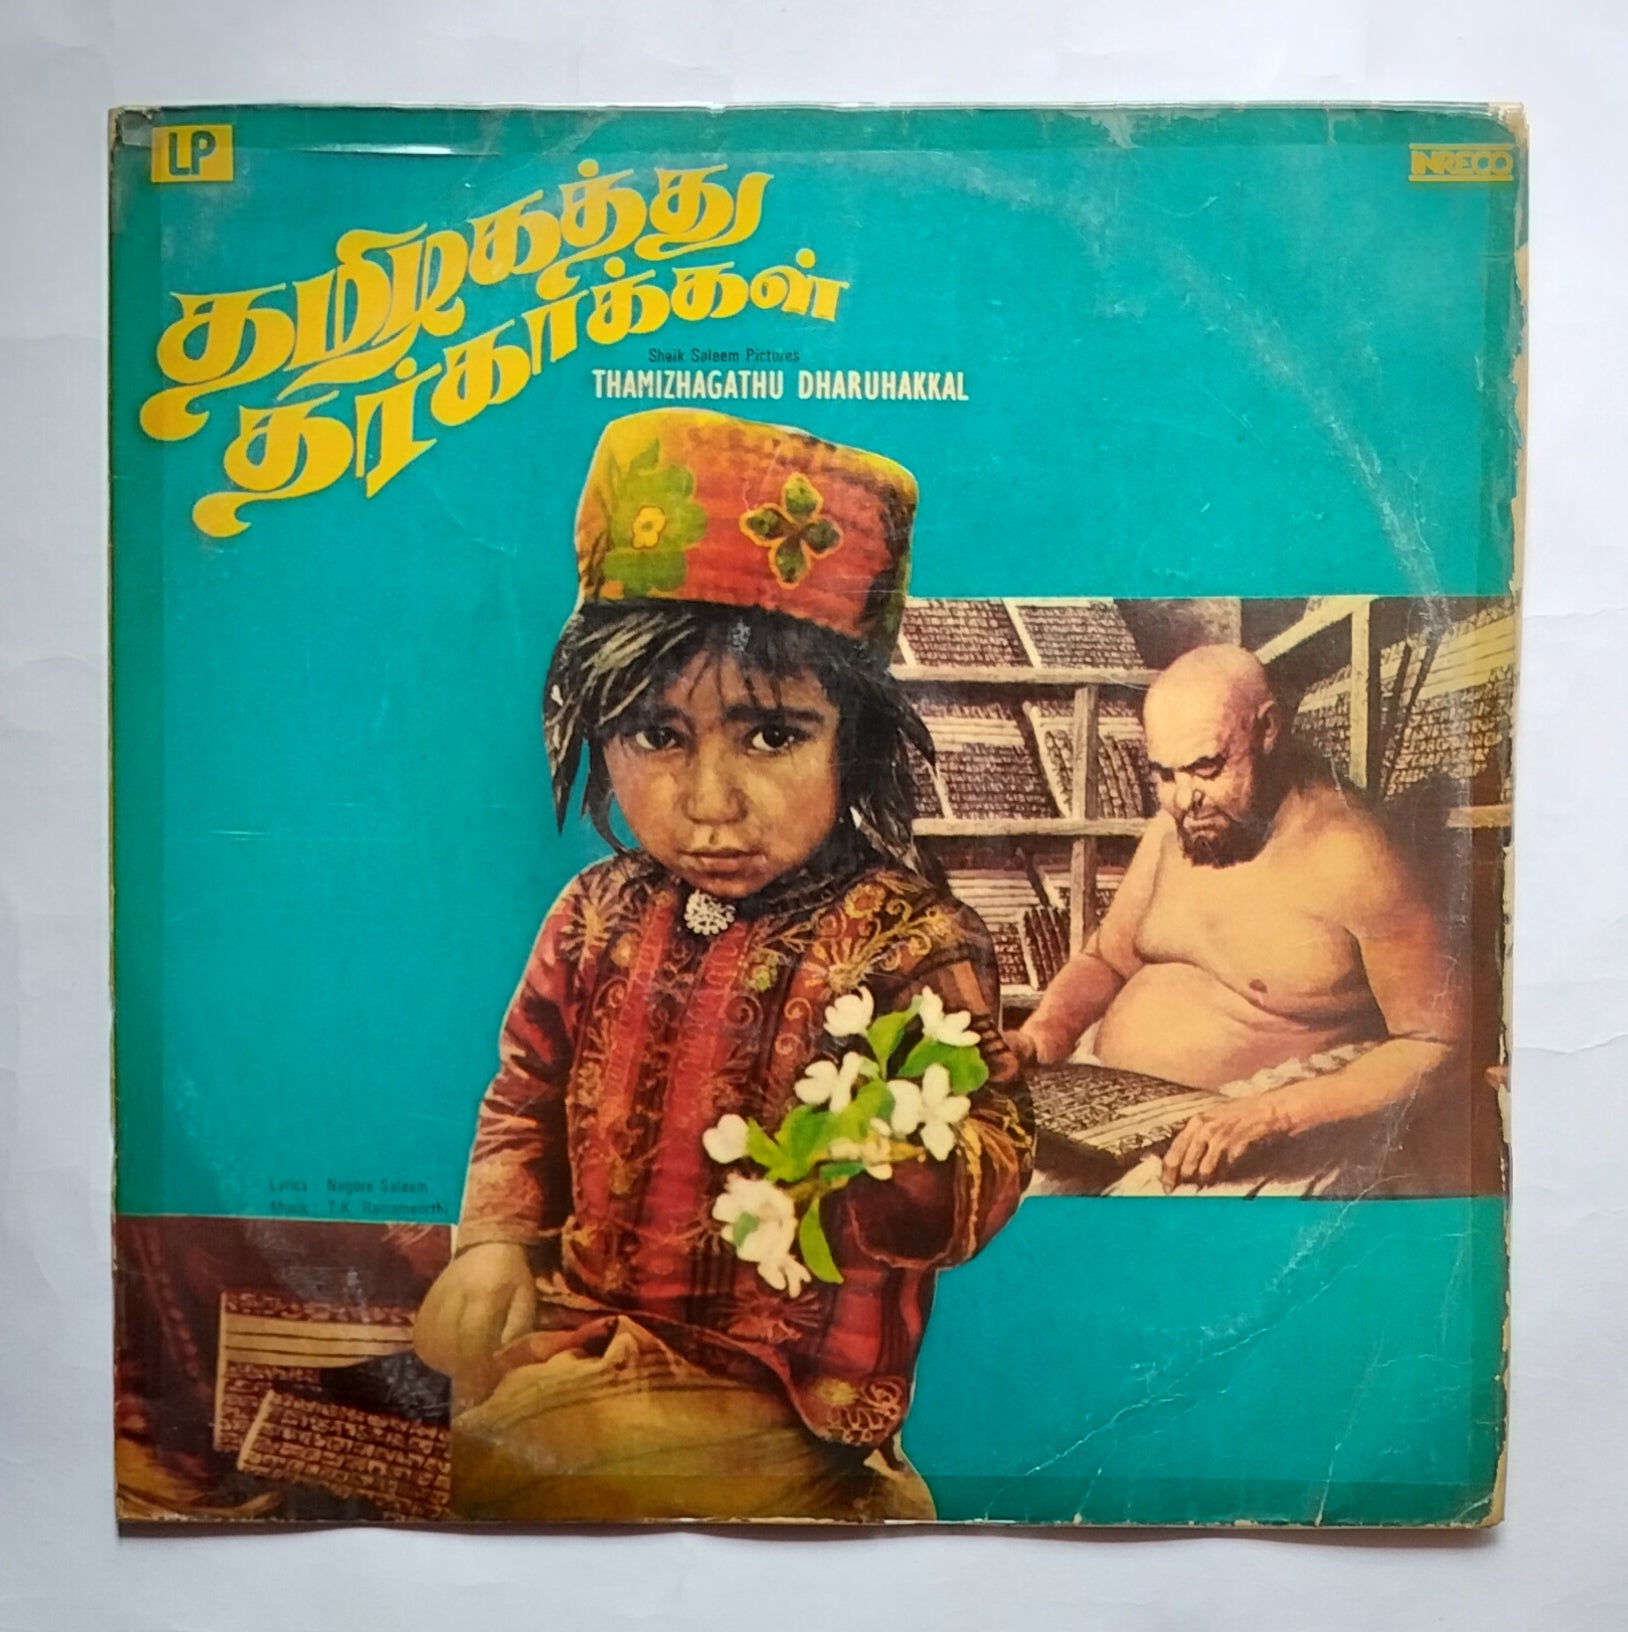 LP
INRECO
தமிழகத்து
தர்கார்க்கள்
Shaik Saleem Pictures
THAMIZHAGATHU DHARUHAKKAL
Lyrics : Nagore Saleem
Music : T.K. Ramamoorthi